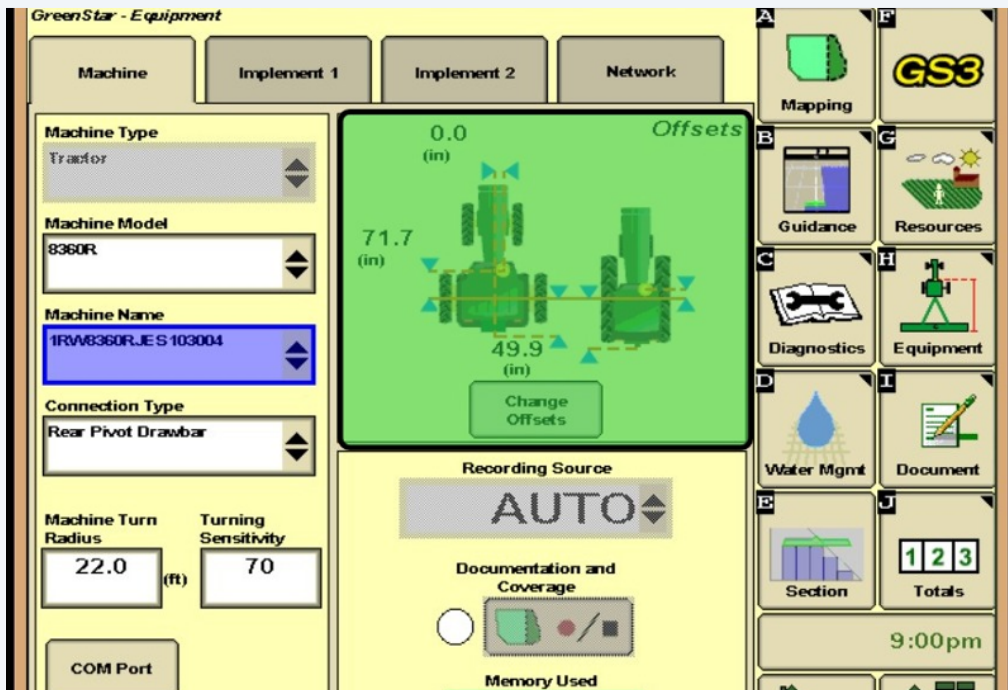 GreenStar - Equipment
Machine
Implement 1
Implement 2
Network
Machine Type
Tractor
Machine Model
8360R
Machine Name
1RW8360RJES103004
Connection Type
Rear Pivot Drawbar
Machine Turn
Radius
22.0
(ft)
Turning
Sensitivity
70
COM Port
Offsets
0.0
(in)
71.7
(in)
49.9
(in)
Change
Offsets
Recording Source
AUTO
Documentation and
Coverage
Memory Used
A
Mapping
F
GS3
B
Guidance
G
Resources
C
Diagnostics
H
Equipment
D
Water Mgmt
I
Document
E
Section
J
1 2 3
Totals
9:00pm